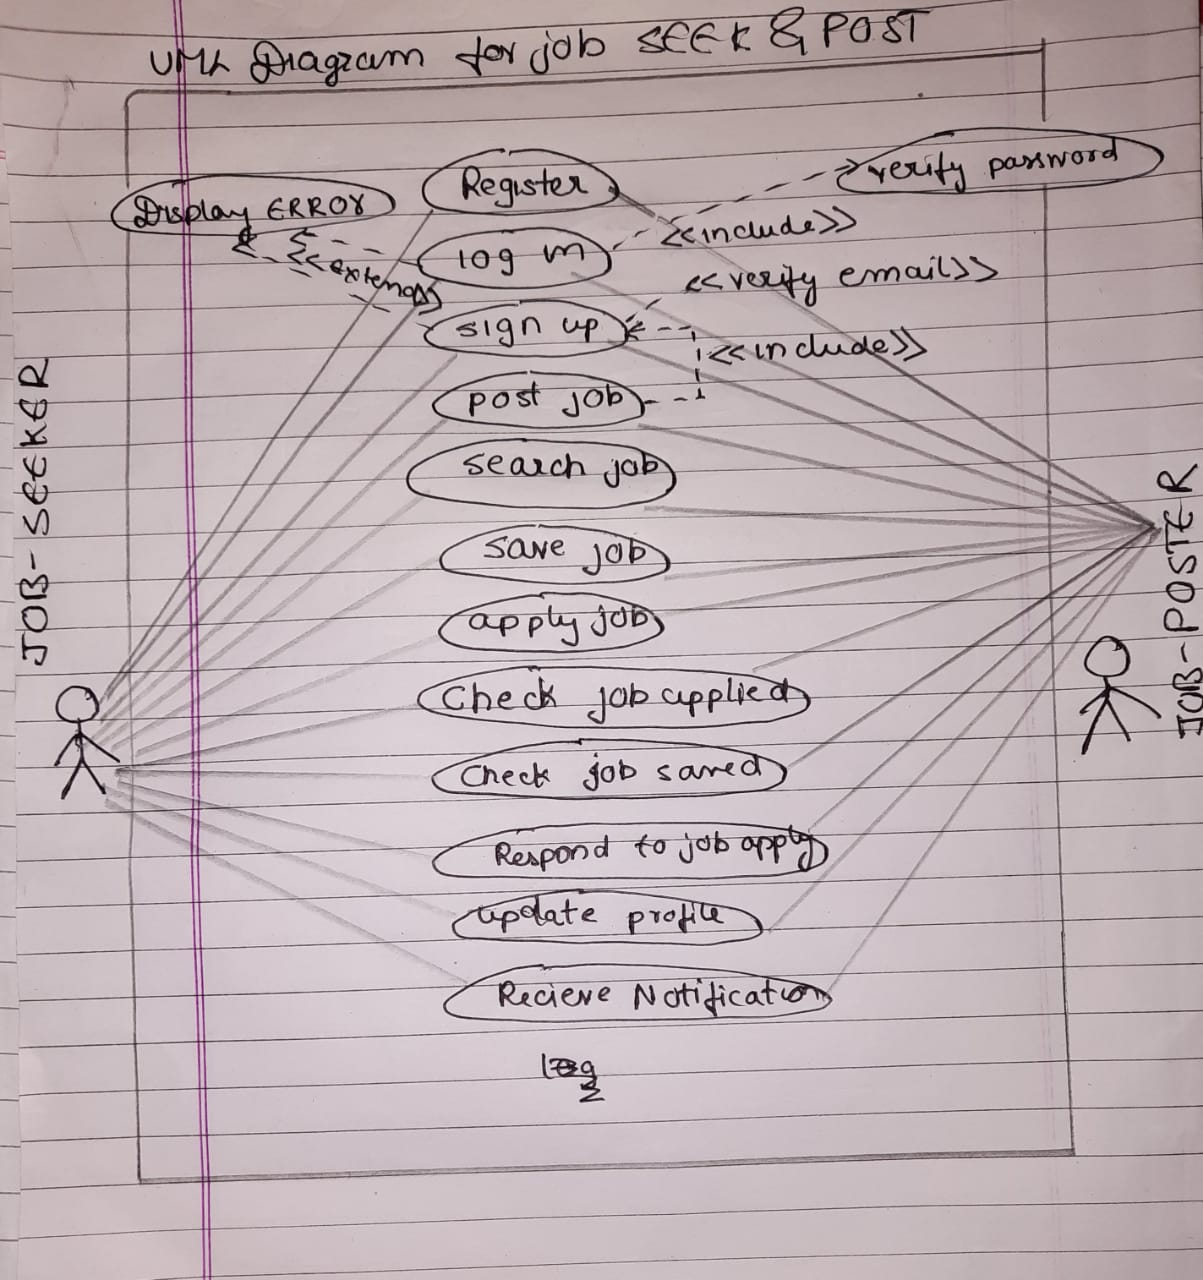 UML Diagram for job SEEK & POST
Register
verify password
Display ERROR
log in
<<include>>
<<extend>>
<<verify email>>
sign up
<<include>>
post job
search job
save job
apply job
Check job applied
Check job saved
Respond to job apply
update profile
Recieve Notification
JOB-SEEKER
JOB-POSTER